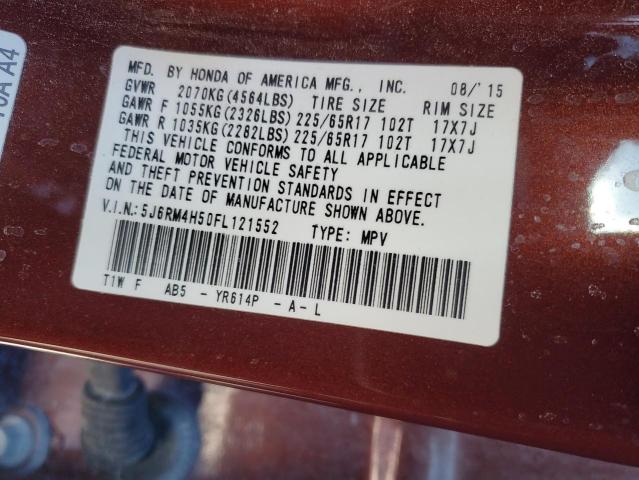 MFD. BY HONDA OF AMERICA MFG., INC. 08/'15
GVWR 2070KG(4564LBS) TIRE SIZE RIM SIZE
GAWR F 1055KG(2326LBS) 225/65R17 102T 17X7J
GAWR R 1035KG(2282LBS) 225/65R17 102T 17X7J
THIS VEHICLE CONFORMS TO ALL APPLICABLE
FEDERAL MOTOR VEHICLE SAFETY
AND THEFT PREVENTION STANDARDS IN EFFECT
ON THE DATE OF MANUFACTURE SHOWN ABOVE.
V.I.N.:5J6RM4H50FL121552 TYPE: MPV
T1W F AB5 - YR614P - A - L
A4